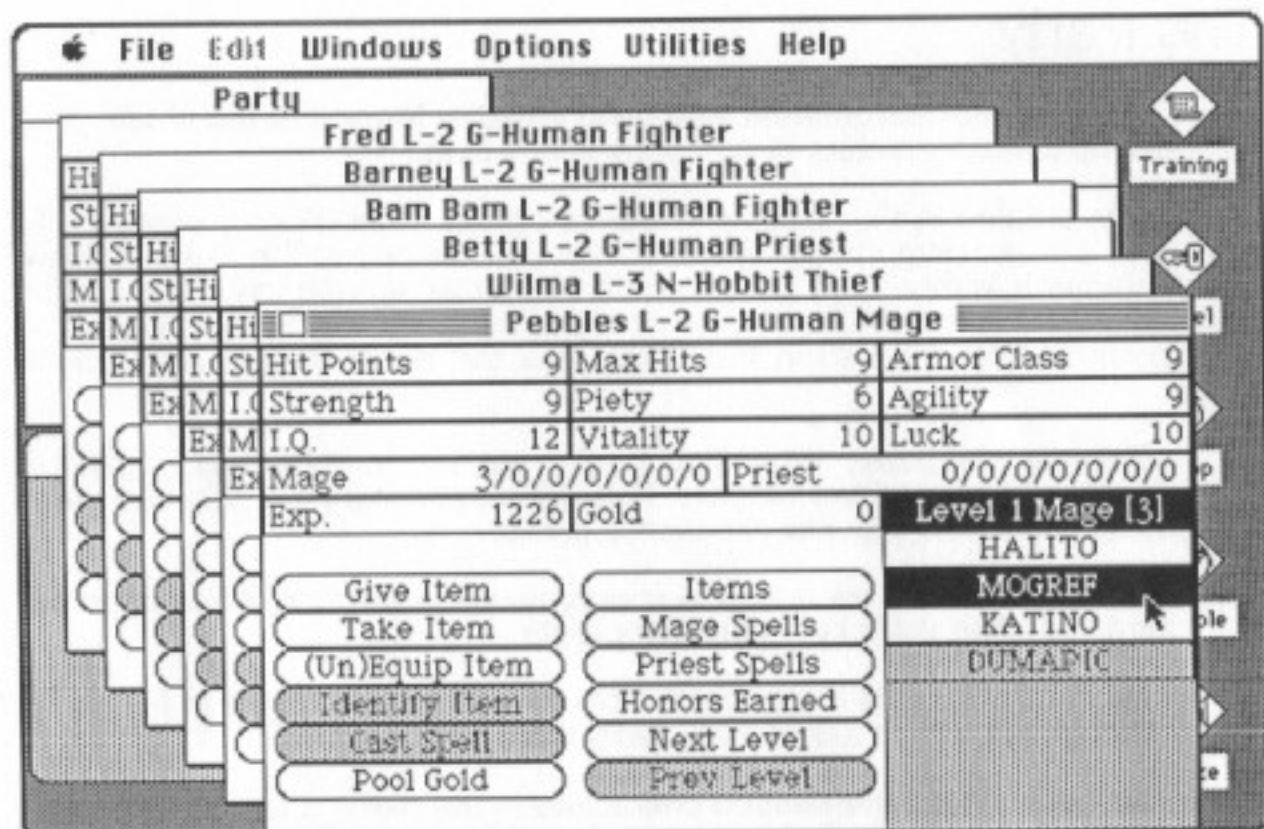 File Edit Windows Options Utilities Help
Party
Fred L-2 G-Human Fighter
Barney L-2 G-Human Fighter
Bam Bam L-2 G-Human Fighter
Betty L-2 G-Human Priest
Wilma L-3 N-Hobbit Thief
Pebbles L-2 G-Human Mage
Training
Hit Points 9 Max Hits 9 Armor Class 9
Strength 9 Piety 6 Agility 9
I.Q. 12 Vitality 10 Luck 10
Mage 3/0/0/0/0/0/0 Priest 0/0/0/0/0/0/0
Exp. 1226 Gold 0
Level 1 Mage [3]
HALITO
MOGREF
KATINO
DUMAPIC
Give Item
Take Item
(Un)Equip Item
Identify Item
Cast Spell
Pool Gold
Items
Mage Spells
Priest Spells
Honors Earned
Next Level
Prev Level